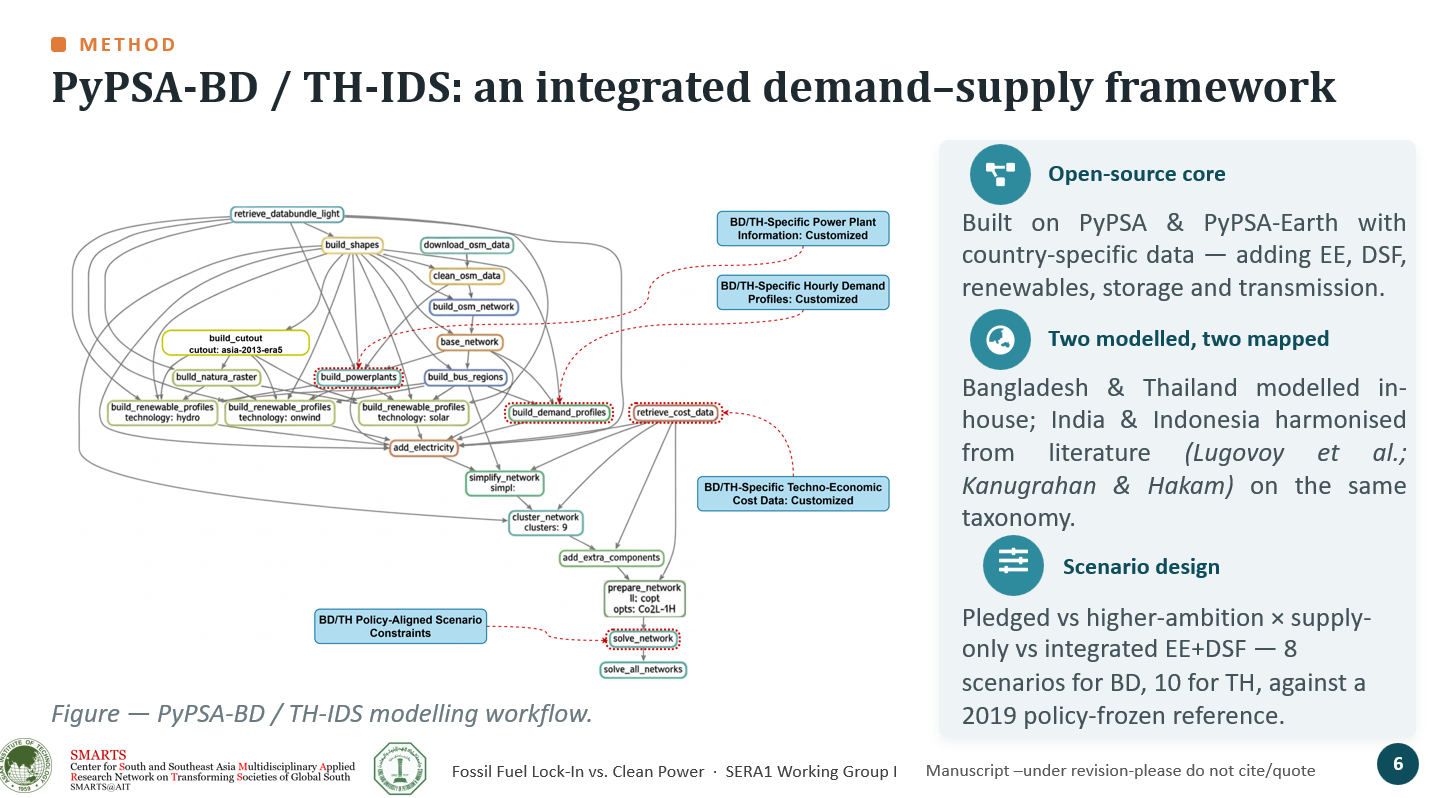 METHOD
PyPSA-BD / TH-IDS: an integrated demand–supply framework
retrieve_databundle_light
build_shapes
download_osm_data
clean_osm_data
build_osm_network
build_cutout
cutout: asia-2013-era5
base_network
bulld_natura_raster
build_powerplants
build_bus_regions
build_renewable_profiles
technology: hydro
build_renewable_profiles
technology: onwind
build_renewable_profiles
technology: solar
build_demand_profiles
retrieve_cost_data
add_electricity
simplify_network
simpl:
cluster_network
clusters: 9
add_extra_components
prepare_network
ll: copt
opts: Co2L-1H
solve_network
solve_all_networks
BD/TH-Specific Power Plant
Information: Customized
BD/TH-Specific Hourly Demand
Profiles: Customized
BD/TH-Specific Techno-Economic
Cost Data: Customized
BD/TH Policy-Aligned Scenario
Constraints
Figure — PyPSA-BD / TH-IDS modelling workflow.
Open-source core
Built on PyPSA & PyPSA-Earth with
country-specific data — adding EE, DSF,
renewables, storage and transmission.
Two modelled, two mapped
Bangladesh & Thailand modelled in-
house; India & Indonesia harmonised
from literature (Lugovoy et al.;
Kanugrahan & Hakam) on the same
taxonomy.
Scenario design
Pledged vs higher-ambition × supply-
only vs integrated EE+DSF — 8
scenarios for BD, 10 for TH, against a
2019 policy-frozen reference.
1959
SMARTS
Center for South and Southeast Asia Multidisciplinary Applied
Research Network on Transforming Societies of Global South
SMARTS@AIT
Fossil Fuel Lock-In vs. Clean Power · SERA1 Working Group I
Manuscript –under revision-please do not cite/quote
6